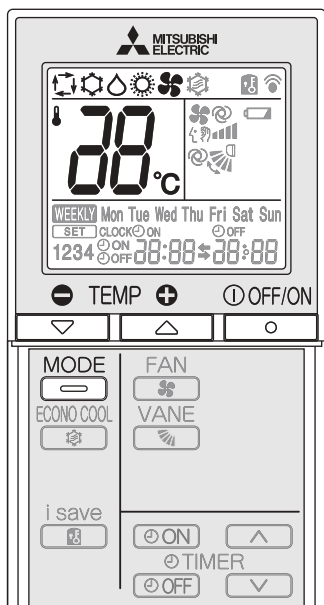 MITSUBISHI
ELECTRIC
°C
WEEKLY Mon Tue Wed Thu Fri Sat Sun
SET CLOCK ON OFF
1234 ON OFF 88:88 88:88
TEMP OFF/ON
MODE FAN
ECONO COOL VANE
i save
ON
TIMER
OFF